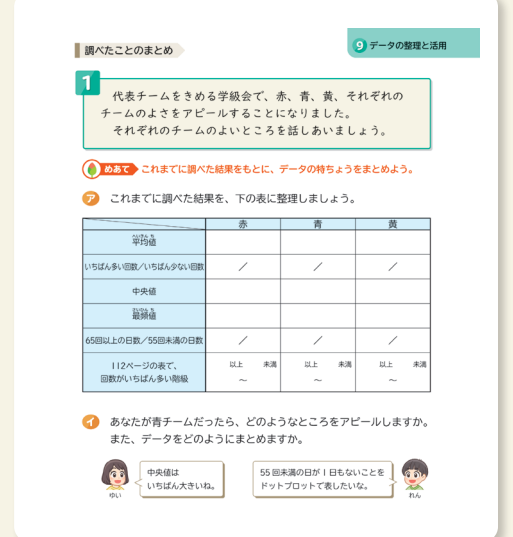 調べたことのまとめ
9 データの整理と活用
1
代表チームをきめる学級会で、赤、青、黄、それぞれの
チームのよさをアピールすることになりました。
それぞれのチームのよいところを話しあいましょう。
めあて これまでに調べた結果をもとに、データの特ちょうをまとめよう。
ア これまでに調べた結果を、下の表に整理しましょう。
赤 青 黄
へいきん ち
平均値
いちばん多い回数/いちばん少ない回数 / / /
中央値
さいひん ち
最頻値
65回以上の日数/55回未満の日数 / / /
112ページの表で、
回数がいちばん多い階級
以上 未満 以上 未満 以上 未満
〜 〜 〜
イ あなたが青チームだったら、どのようなところをアピールしますか。
また、データをどのようにまとめますか。
中央値は
いちばん大きいね。
ゆい
55回未満の日が1日もないことを
ドットプロットで表したいな。
れん